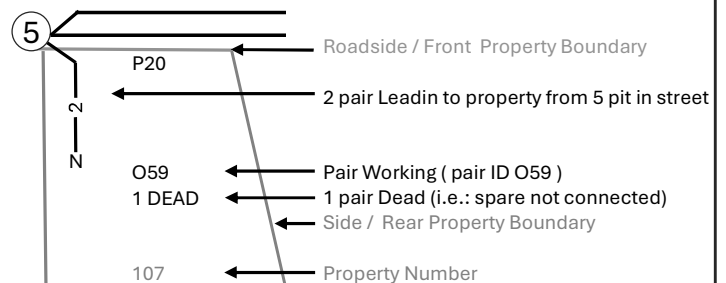 5
Roadside / Front Property Boundary
P20
2 pair Leadin to property from 5 pit in street
2
N
O59 Pair Working ( pair ID O59 )
1 DEAD 1 pair Dead (i.e.: spare not connected)
Side / Rear Property Boundary
107 Property Number